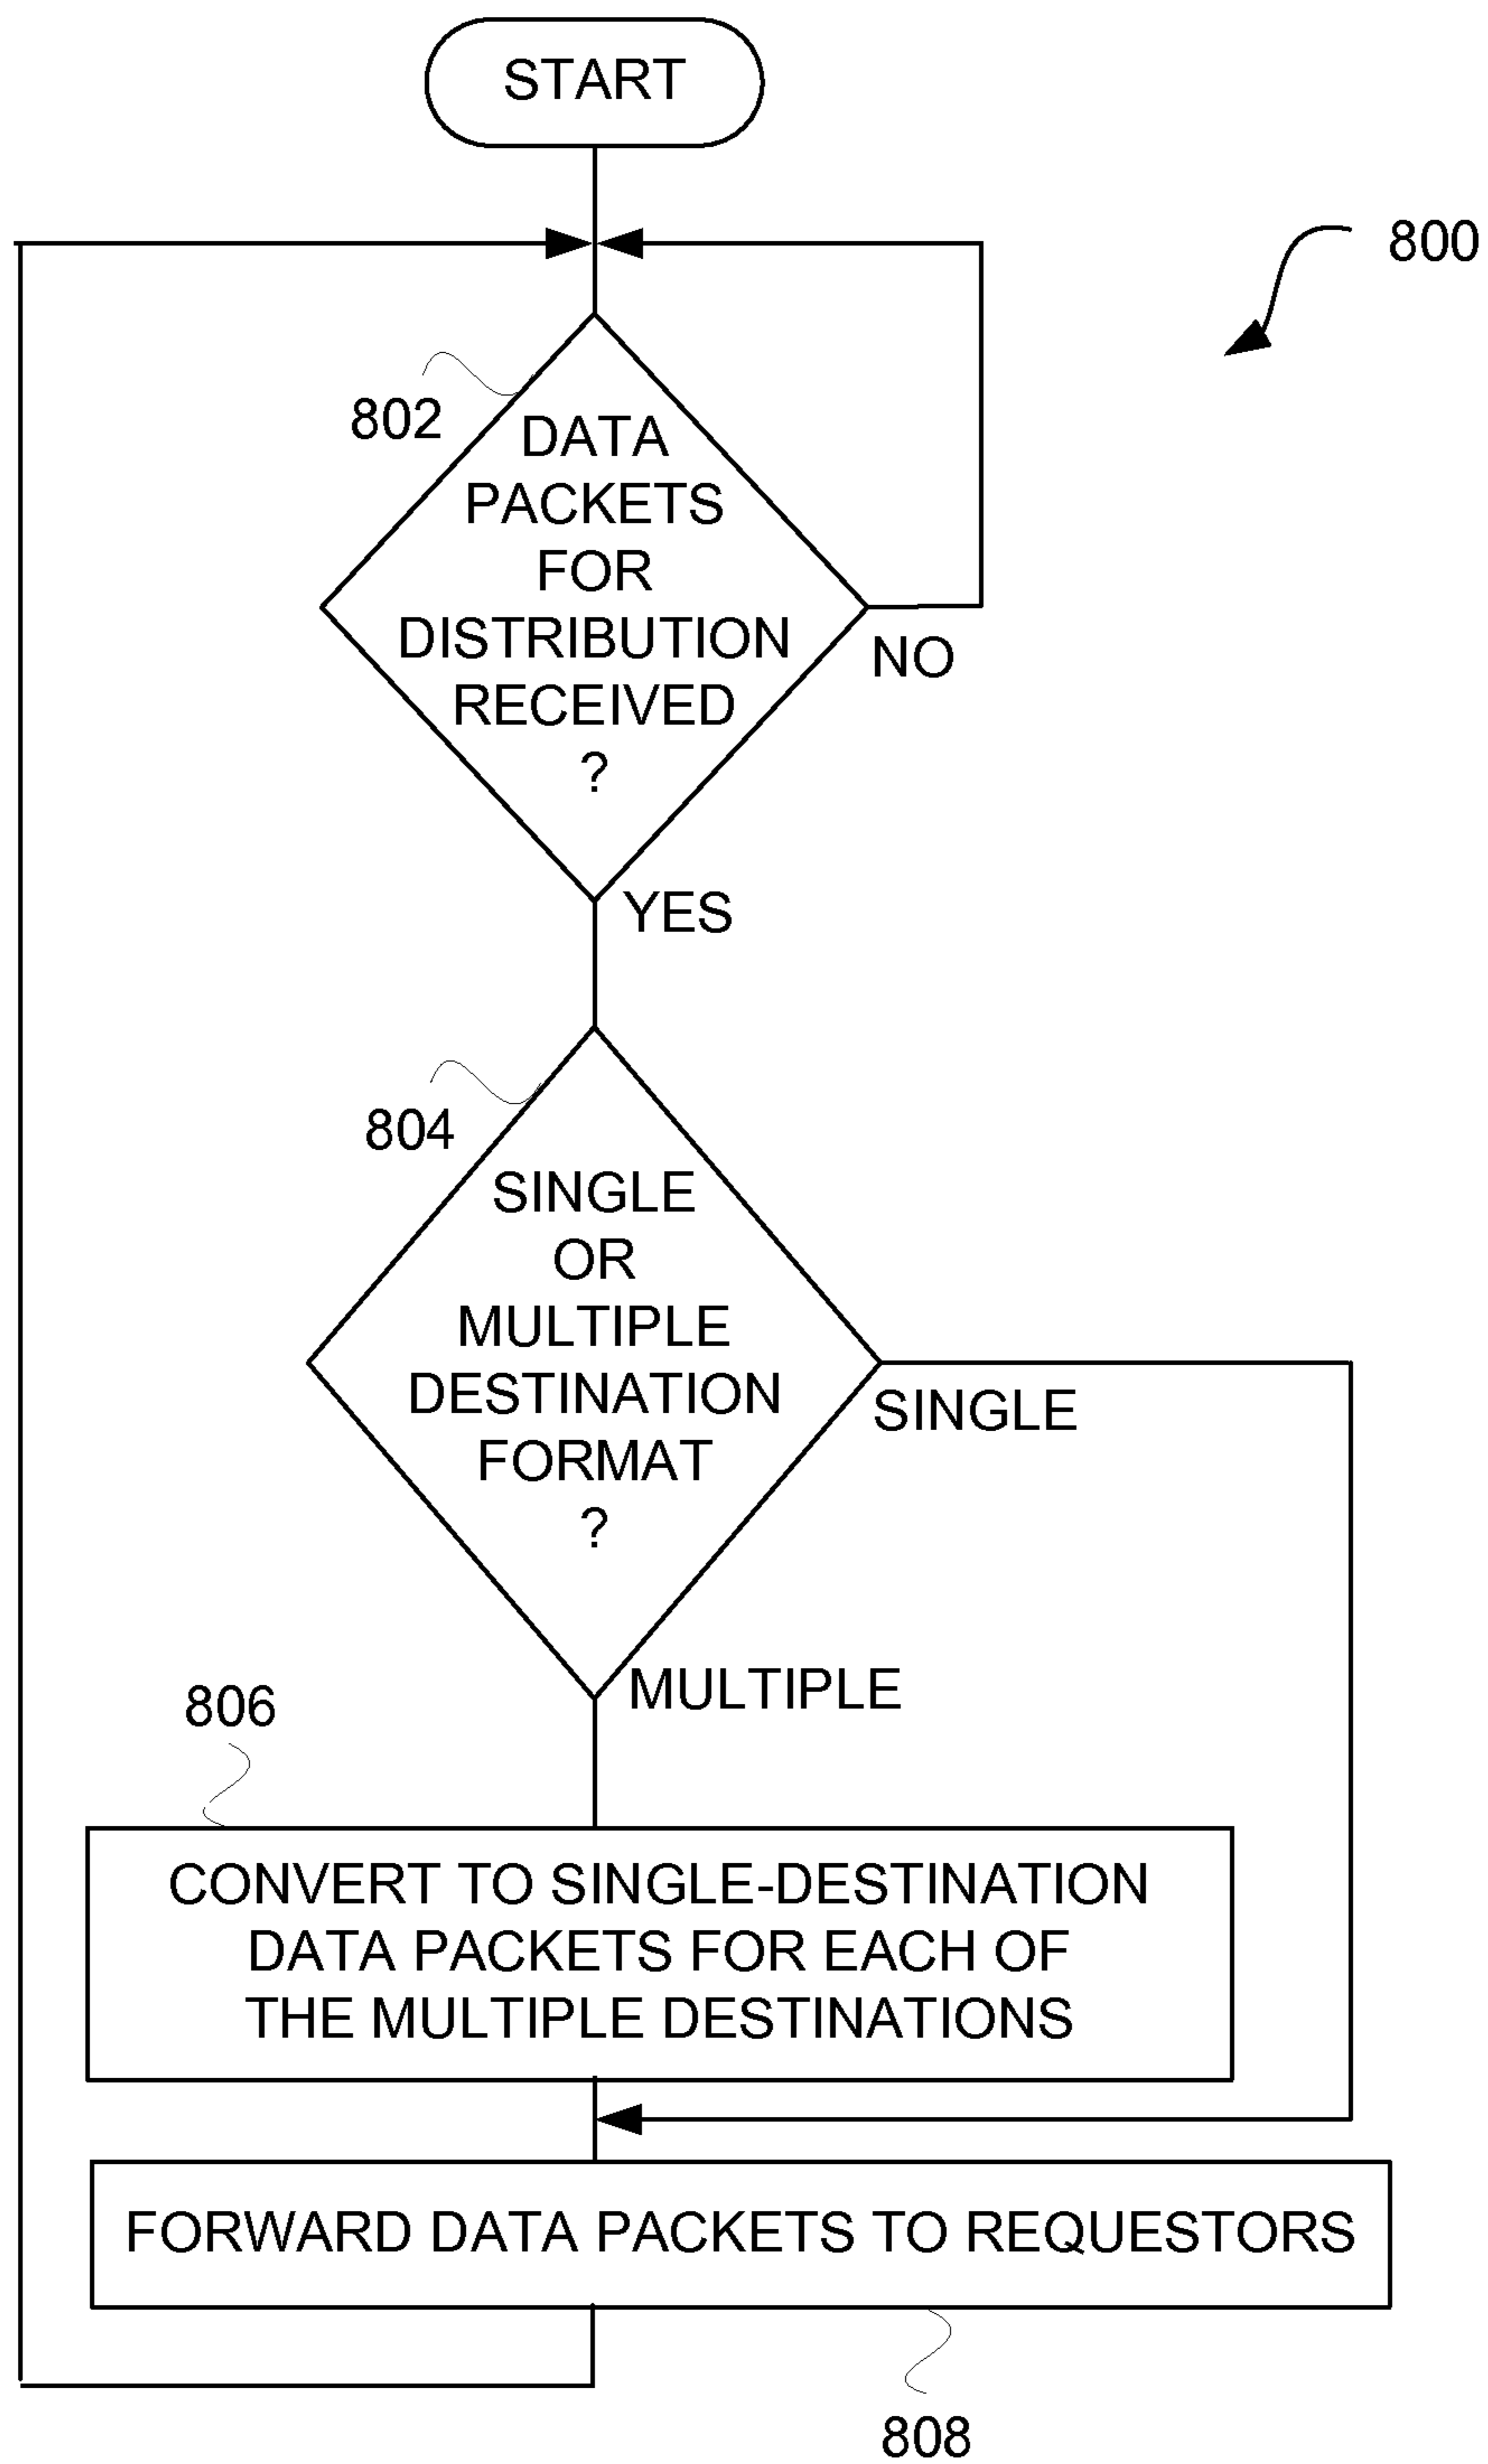 START
800
802
DATA
PACKETS
FOR
DISTRIBUTION
RECEIVED
?
NO
YES
804
SINGLE
OR
MULTIPLE
DESTINATION
FORMAT
?
SINGLE
MULTIPLE
806
CONVERT TO SINGLE-DESTINATION
DATA PACKETS FOR EACH OF
THE MULTIPLE DESTINATIONS
FORWARD DATA PACKETS TO REQUESTORS
808